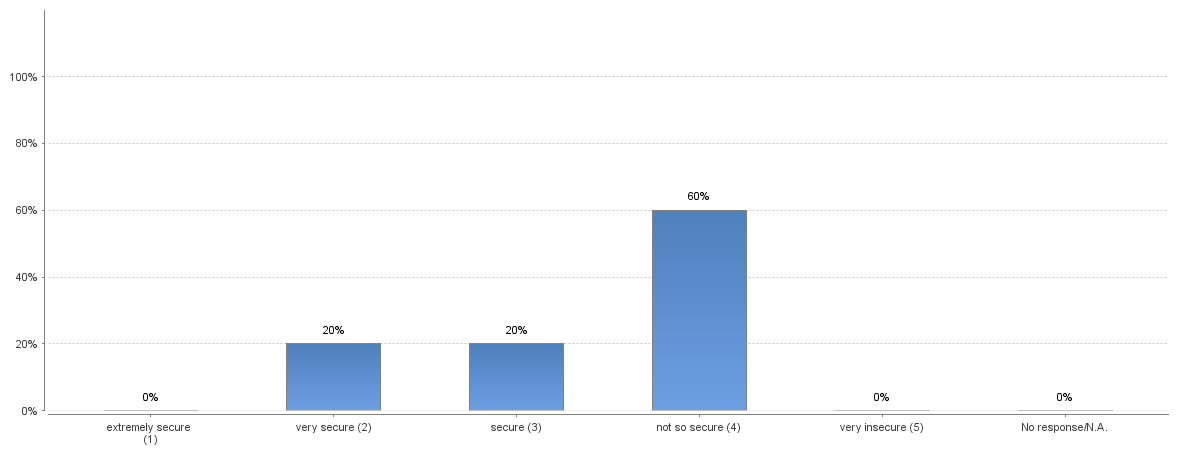 100%
80%
60%
60%
40%
20%
20%
20%
0%
0%
0%
0%
extremely secure
(1)
very secure (2)
secure (3)
not so secure (4)
very insecure (5)
No response/N.A.